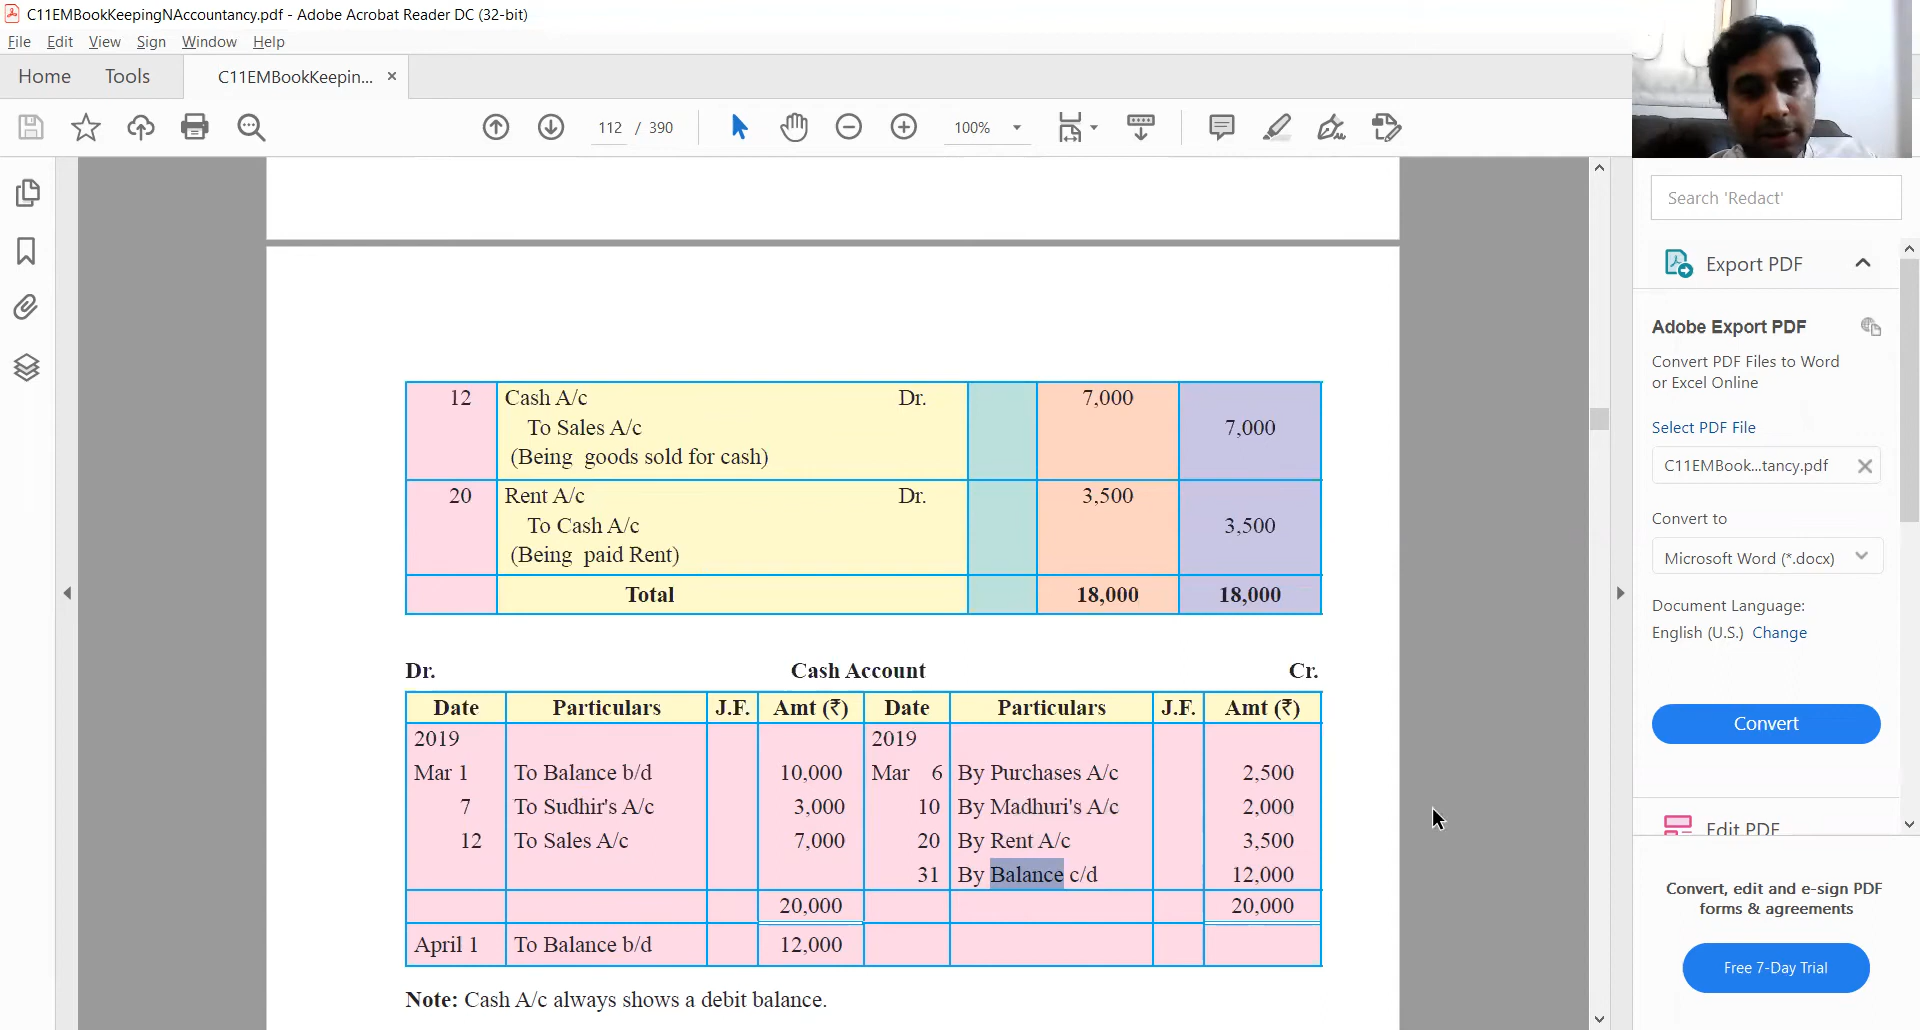 C11EMBookKeepingNAccountancy.pdf - Adobe Acrobat Reader DC (32-bit)
File Edit View Sign Window Help
Home Tools C11EMBookKeepin... ×
112 / 390 100%
Search 'Redact'
Export PDF
Adobe Export PDF
Convert PDF Files to Word
or Excel Online
Select PDF File
C11EMBook...tancy.pdf
Convert to
Microsoft Word (*.docx)
Document Language:
English (U.S.) Change
Convert
Edit PDF
Convert, edit and e-sign PDF
forms & agreements
Free 7-Day Trial
12 Cash A/c Dr. 7,000
To Sales A/c 7,000
(Being goods sold for cash)
20 Rent A/c Dr. 3,500
To Cash A/c 3,500
(Being paid Rent)
Total 18,000 18,000
Dr. Cash Account Cr.
Date Particulars J.F. Amt (₹) Date Particulars J.F. Amt (₹)
2019 2019
Mar 1 To Balance b/d 10,000 Mar 6 By Purchases A/c 2,500
7 To Sudhir's A/c 3,000 10 By Madhuri's A/c 2,000
12 To Sales A/c 7,000 20 By Rent A/c 3,500
31 By Balance c/d 12,000
20,000 20,000
April 1 To Balance b/d 12,000
Note: Cash A/c always shows a debit balance.